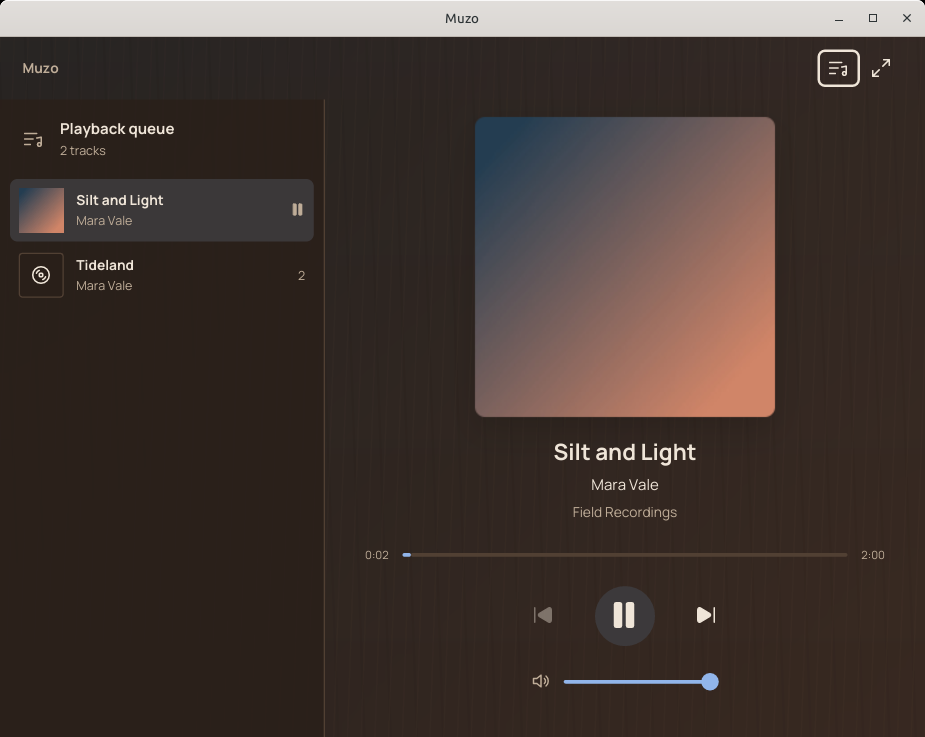 Muzo
Muzo
Playback queue
2 tracks
Silt and Light
Mara Vale
Tideland
Mara Vale
2
Silt and Light
Mara Vale
Field Recordings
0:02
2:00